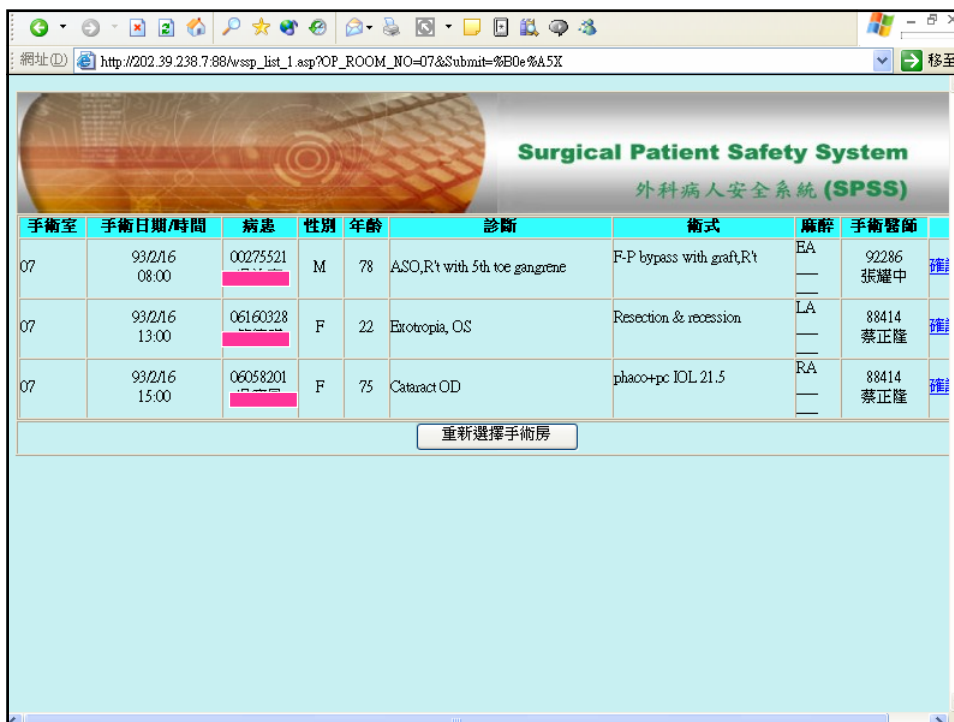 網址(D) http://202.39.238.7:88/wssp_list_1.asp?OP_ROOM_NO=07&Submit=%B0e%A5X 移至
Surgical Patient Safety System
外科病人安全系統 (SPSS)
手術室 手術日期/時間 病患 性別 年齡 診斷 術式 麻醉 手術醫師
07 93/2/16 08:00 00275521 M 78 ASO,R't with 5th toe gangrene F-P bypass with graft,R't EA 92286 張耀中
07 93/2/16 13:00 06160328 F 22 Exotropia, OS Resection & recession LA 88414 蔡正隆
07 93/2/16 15:00 06058201 F 75 Cataract OD phaco+pc IOL 21.5 RA 88414 蔡正隆
重新選擇手術房